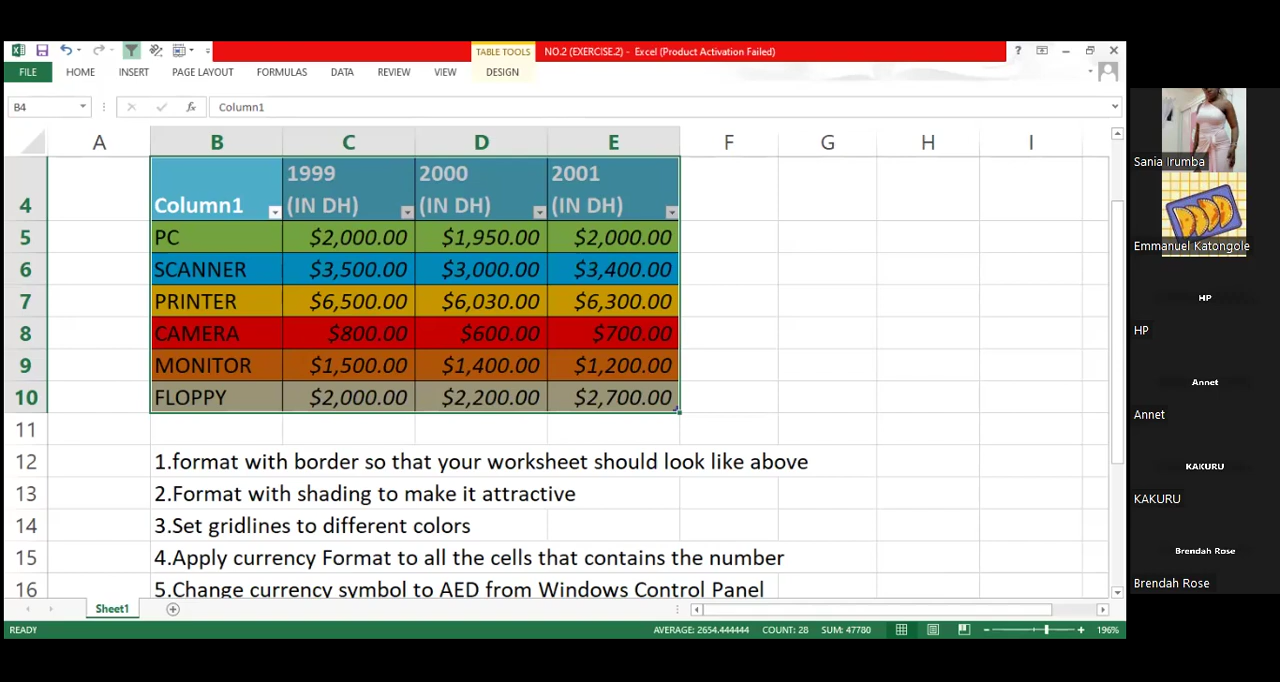 TABLE TOOLS
NO.2 (EXERCISE.2) - Excel (Product Activation Failed)
?
FILE HOME INSERT PAGE LAYOUT FORMULAS DATA REVIEW VIEW DESIGN
B4 fx Column1
A B C D E F G H I
1999 2000 2001
4 Column1 (IN DH) (IN DH) (IN DH)
5 PC $2,000.00 $1,950.00 $2,000.00
6 SCANNER $3,500.00 $3,000.00 $3,400.00
7 PRINTER $6,500.00 $6,030.00 $6,300.00
8 CAMERA $800.00 $600.00 $700.00
9 MONITOR $1,500.00 $1,400.00 $1,200.00
10 FLOPPY $2,000.00 $2,200.00 $2,700.00
11
12 1.format with border so that your worksheet should look like above
13 2.Format with shading to make it attractive
14 3.Set gridlines to different colors
15 4.Apply currency Format to all the cells that contains the number
16 5.Change currency symbol to AED from Windows Control Panel
Sheet1
READY AVERAGE: 2654.444444 COUNT: 28 SUM: 47780 196%
Sania Irumba
Emmanuel Katongole
HP
HP
Annet
Annet
KAKURU
KAKURU
Brendah Rose
Brendah Rose